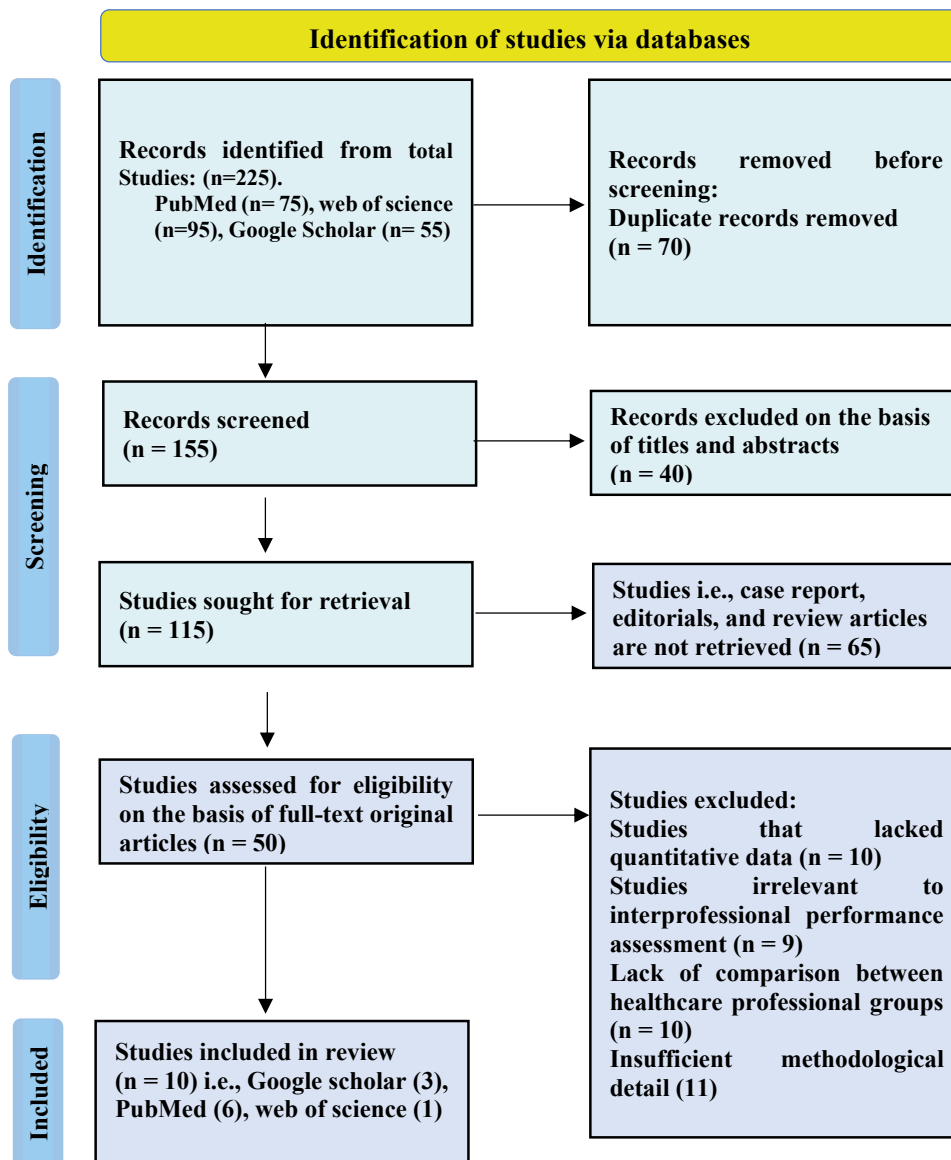 Identification of studies via databases
Identification
Records identified from total
Studies: (n=225).
PubMed (n= 75), web of science
(n=95), Google Scholar (n= 55)
Records removed before
screening:
Duplicate records removed
(n = 70)
Screening
Records screened
(n = 155)
Records excluded on the basis
of titles and abstracts
(n = 40)
Studies sought for retrieval
(n = 115)
Studies i.e., case report,
editorials, and review articles
are not retrieved (n = 65)
Eligibility
Studies assessed for eligibility
on the basis of full-text original
articles (n = 50)
Studies excluded:
Studies that lacked
quantitative data (n = 10)
Studies irrelevant to
interprofessional performance
assessment (n = 9)
Lack of comparison between
healthcare professional groups
(n = 10)
Insufficient methodological
detail (11)
Included
Studies included in review
(n = 10) i.e., Google scholar (3),
PubMed (6), web of science (1)